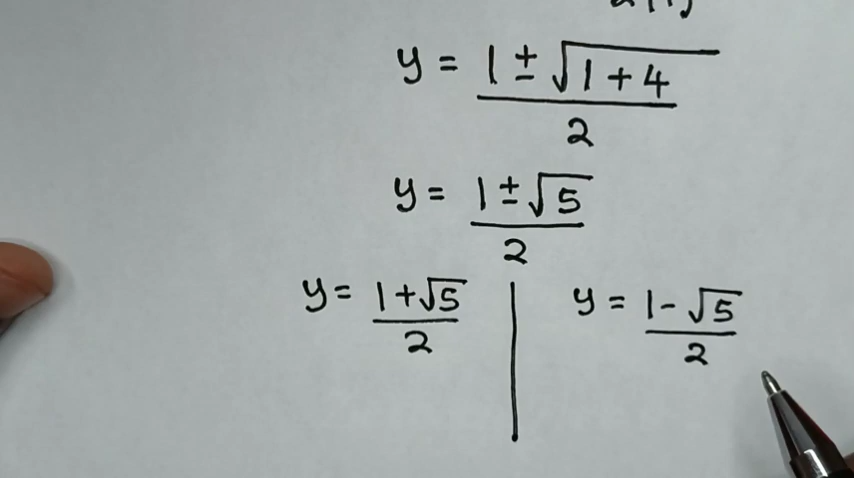 y = 1 ± √1+4 / 2
y = 1 ± √5 / 2
y = 1+√5 / 2
y = 1-√5 / 2